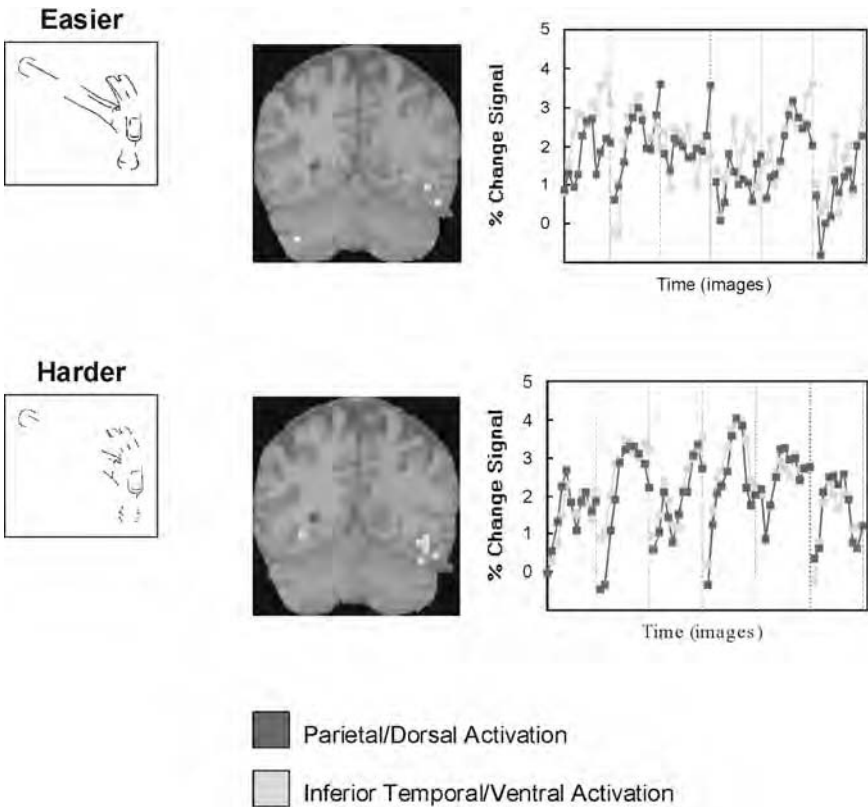 Easier
% Change Signal
5
4
3
2
1
0
Time (images)
Harder
% Change Signal
5
4
3
2
1
0
Time (images)
Parietal/Dorsal Activation
Inferior Temporal/Ventral Activation